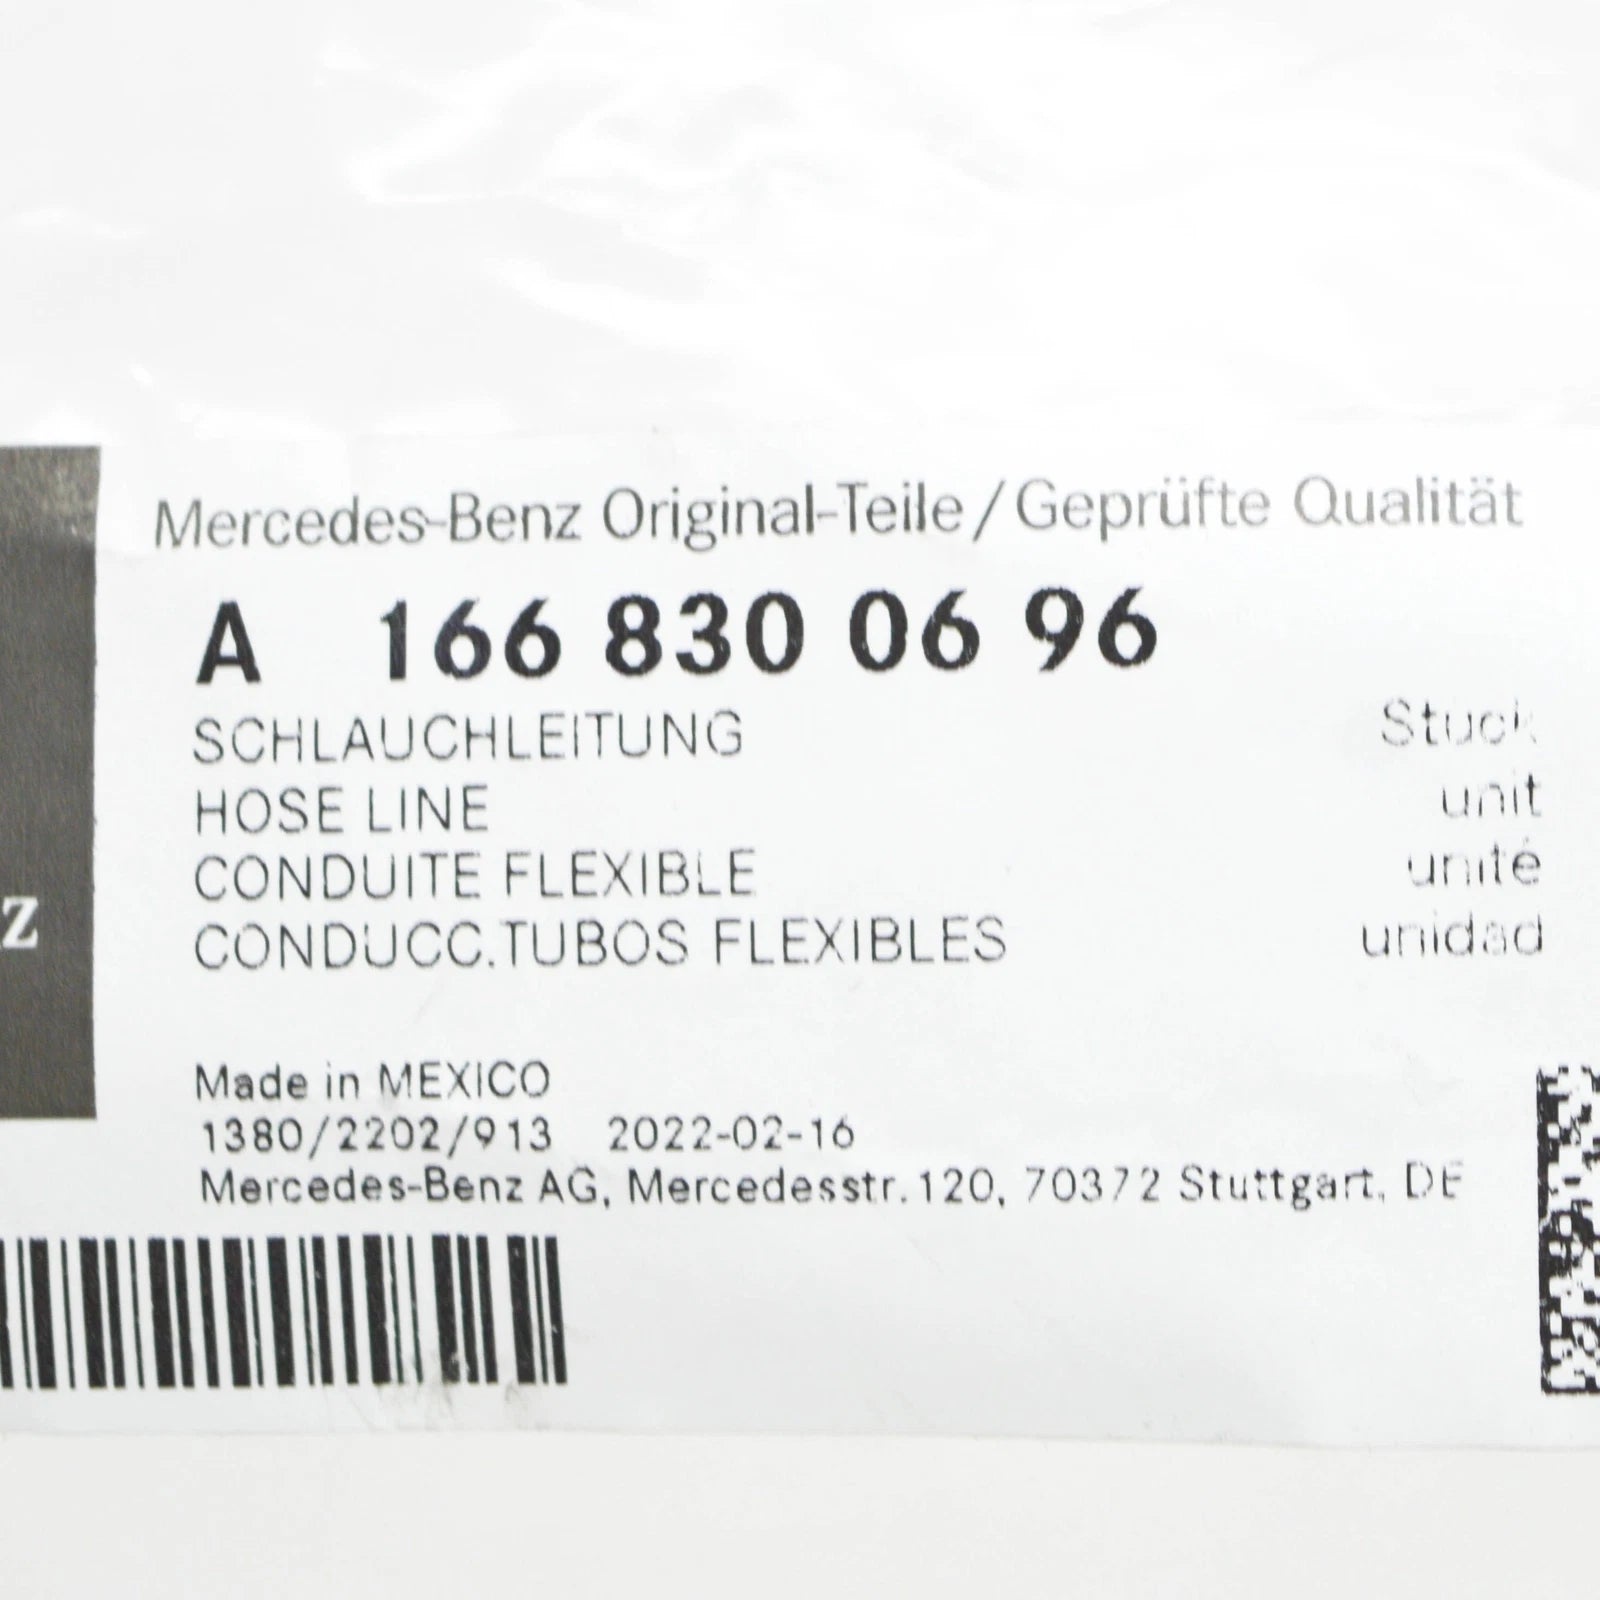 Mercedes-Benz Original-Teile / Geprüfte Qualität
A 166 830 06 96
SCHLAUCHLEITUNG Stuck
HOSE LINE unit
CONDUITE FLEXIBLE unité
CONDUCC.TUBOS FLEXIBLES unidad
z
Made in MEXICO
1380/2202/913 2022-02-16
Mercedes-Benz AG, Mercedesstr.120, 70372 Stuttgart, DE